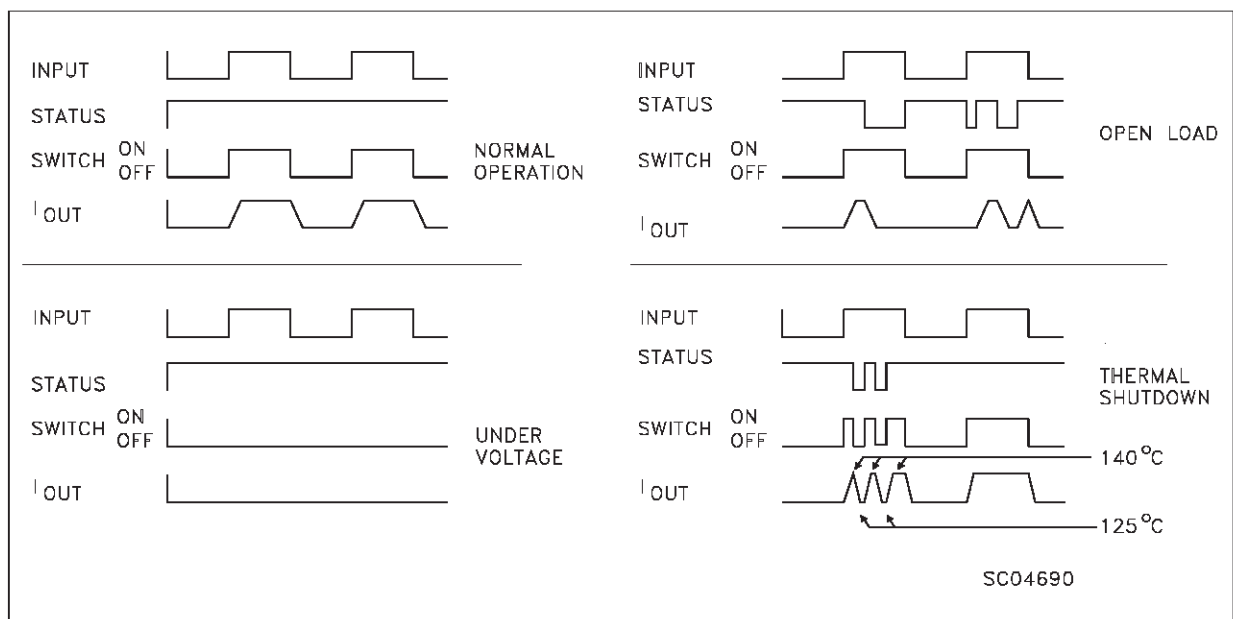 INPUT
STATUS
SWITCH ON
OFF
I OUT
NORMAL
OPERATION
INPUT
STATUS
SWITCH ON
OFF
I OUT
OPEN LOAD
INPUT
STATUS
SWITCH ON
OFF
I OUT
UNDER
VOLTAGE
INPUT
STATUS
SWITCH ON
OFF
I OUT
THERMAL
SHUTDOWN
140°C
125°C
SC04690